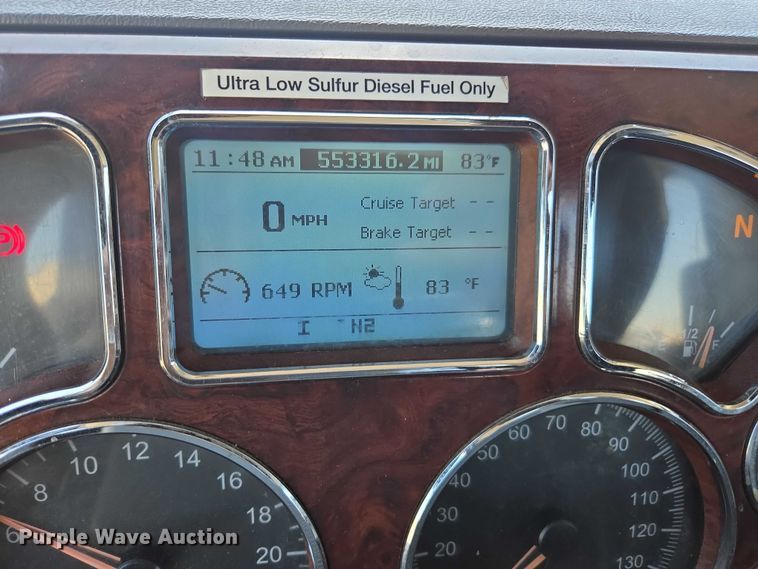 Ultra Low Sulfur Diesel Fuel Only
11:48 AM 553316.2 MI 83°F
0 MPH
Cruise Target - -
Brake Target - -
649 RPM 83 °F
I N2
N
1/2 F
P
6 8 10 12 14 18 20
20 30 40 50 60 70 80 90 100 110 120 130
Purple Wave Auction